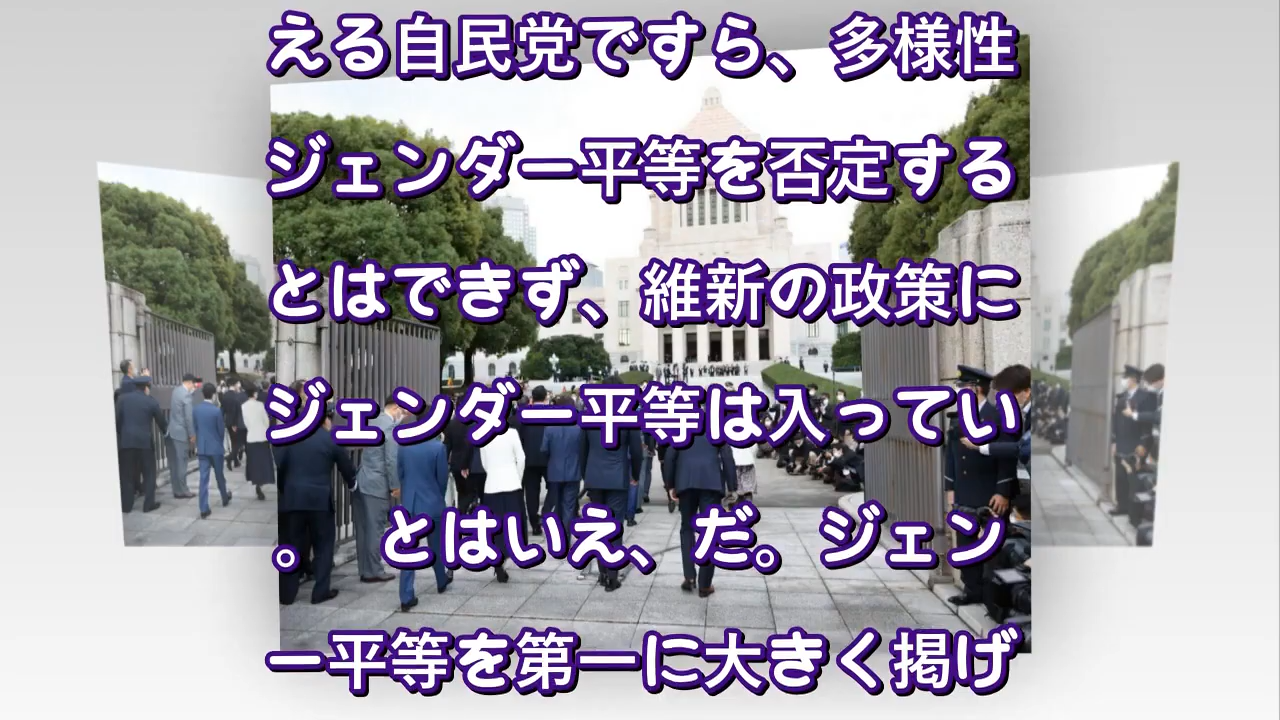 える自民党ですら、多様性
ジェンダー平等を否定する
とはできず、維新の政策に
ジェンダー平等は入ってい
。　とはいえ、だ。ジェン
ー平等を第一に大きく掲げ